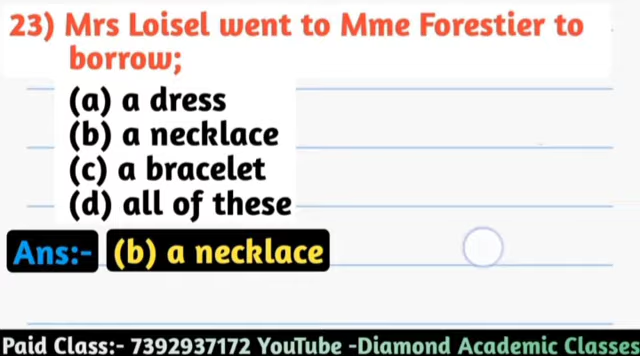 23) Mrs Loisel went to Mme Forestier to
borrow;
(a) a dress
(b) a necklace
(c) a bracelet
(d) all of these
Ans:- (b) a necklace
Paid Class:- 7392937172 YouTube -Diamond Academic Classes